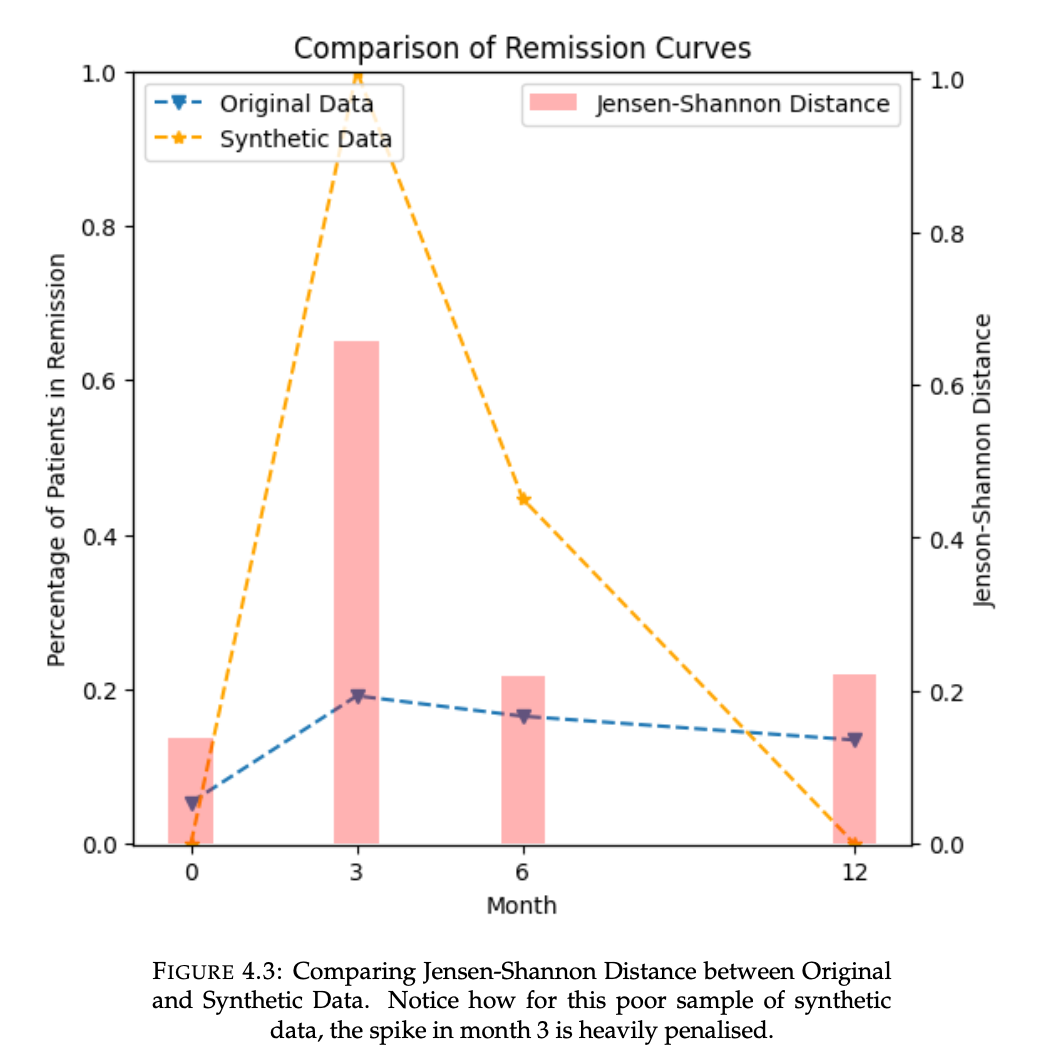 Comparison of Remission Curves
1.0
0.8
0.6
0.4
0.2
0.0
Percentage of Patients in Remission
Original Data
Synthetic Data
Jensen-Shannon Distance
1.0
0.8
0.6
0.4
0.2
0.0
Jenson-Shannon Distance
0 3 6 12
Month
FIGURE 4.3: Comparing Jensen-Shannon Distance between Original
and Synthetic Data. Notice how for this poor sample of synthetic
data, the spike in month 3 is heavily penalised.